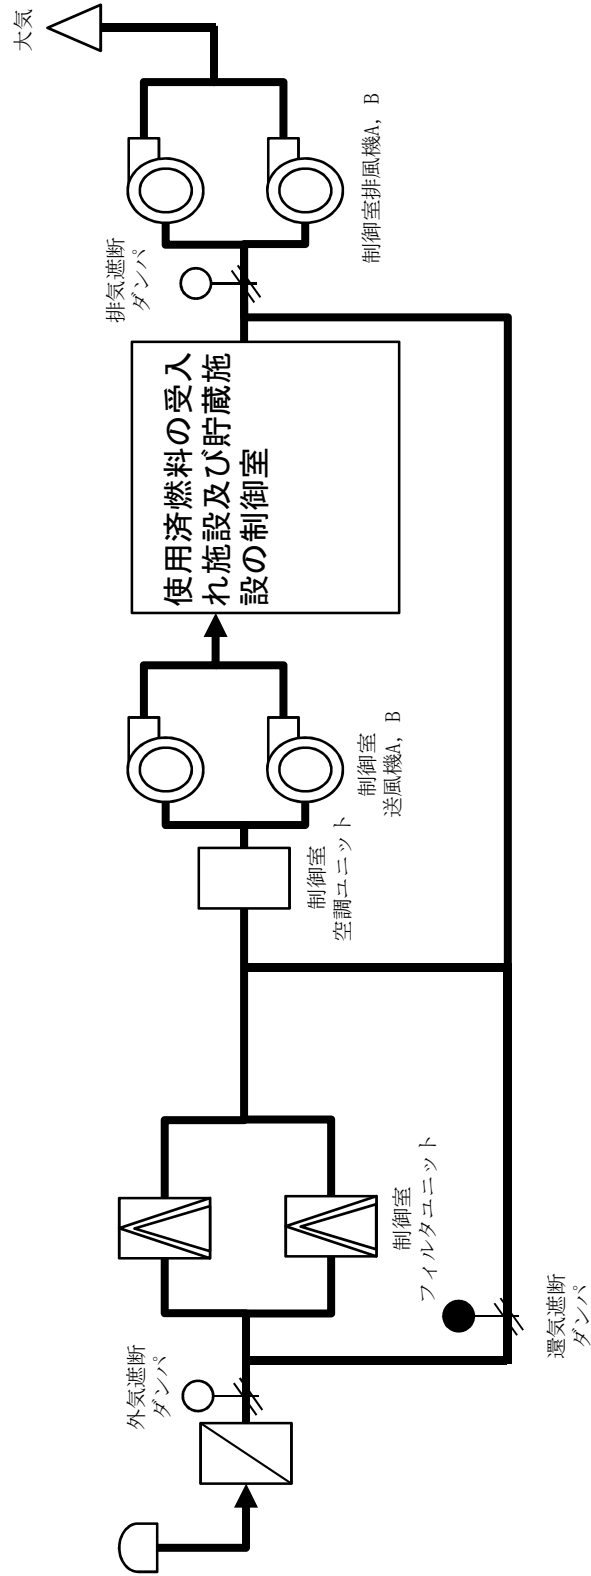 外気遮断
ダンパ
制御室
フィルタユニット
還気遮断
ダンパ
制御室
空調ユニット
制御室
送風機A, B
使用済燃料の受入
れ施設及び貯蔵施
設の制御室
排気遮断
ダンパ
制御室排風機A, B
大気